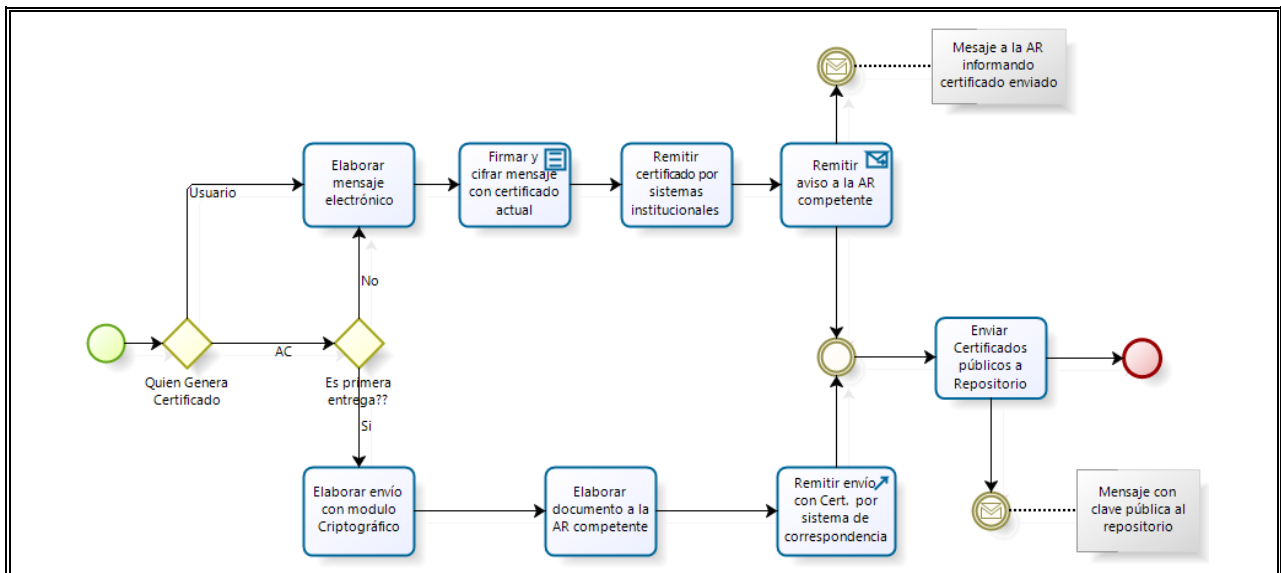 Mesaje a la AR
informando
certificado enviado
Elaborar
mensaje
electrónico
Firmar y
cifrar mensaje
con certificado
actual
Remitir
certificado por
sistemas
institucionales
Remitir
aviso a la AR
competente
Usuario
No
AC
Quien Genera
Certificado
Es primera
entrega??
Si
Enviar
Certificados
públicos a
Repositorio
Elaborar envío
con modulo
Criptográfico
Elaborar
documento a la
AR competente
Remitir envío
con Cert. por
sistema de
correspondencia
Mensaje con
clave pública al
repositorio